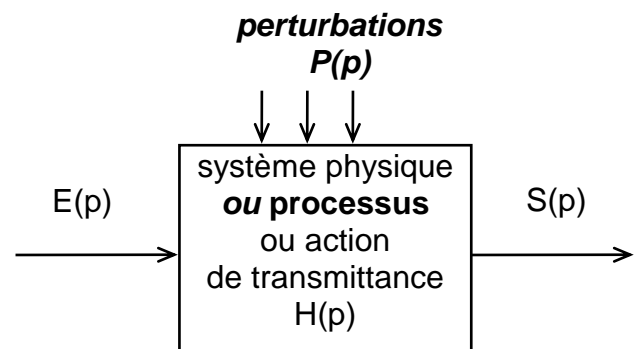 perturbations
P(p)
système physique
ou processus
ou action
de transmittance
H(p)
E(p)
S(p)